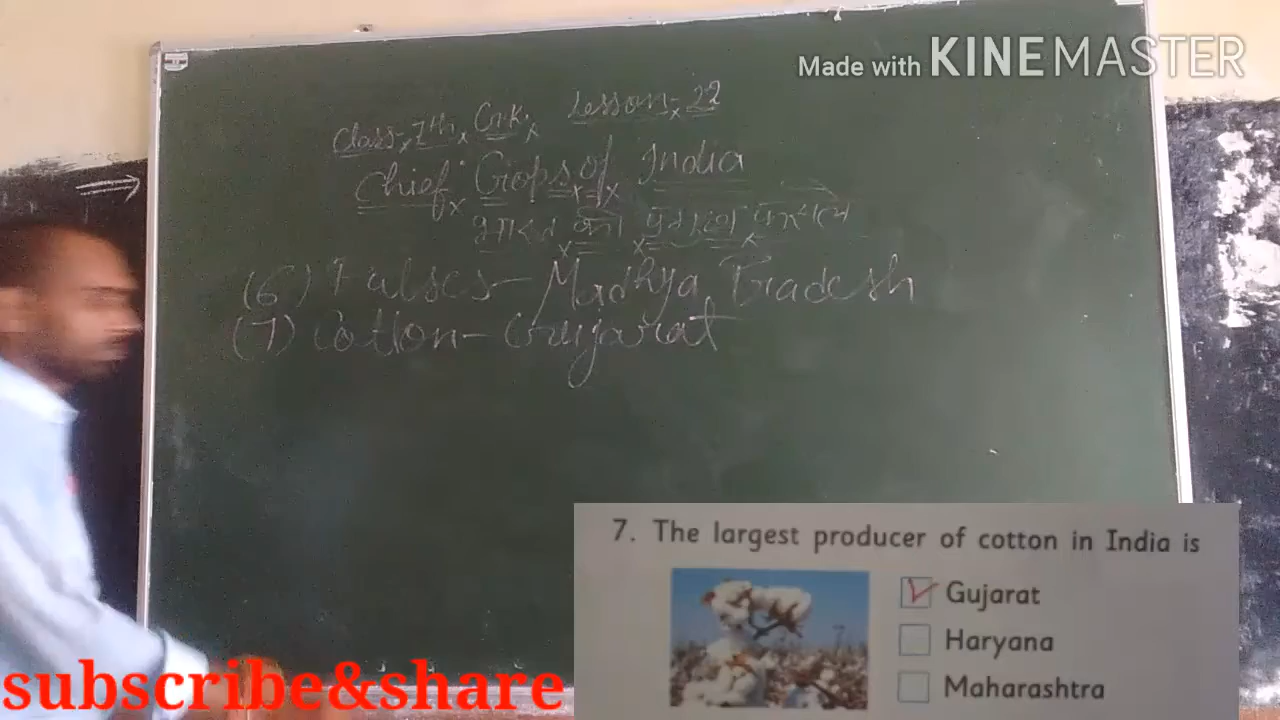 Made with KINEMASTER
Class-7th G.K. Lesson-22
Chief Crops of India
भारत की
(6) Pulses- Madhya Pradesh
(7) Cotton- Gujarat
7. The largest producer of cotton in India is
Gujarat
Haryana
Maharashtra
subscribe&share